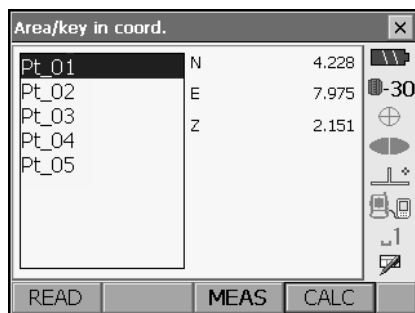 Area/key in coord.
Pt_01
Pt_02
Pt_03
Pt_04
Pt_05
N 4.228
E 7.975
Z 2.151
-30
1
READ MEAS CALC